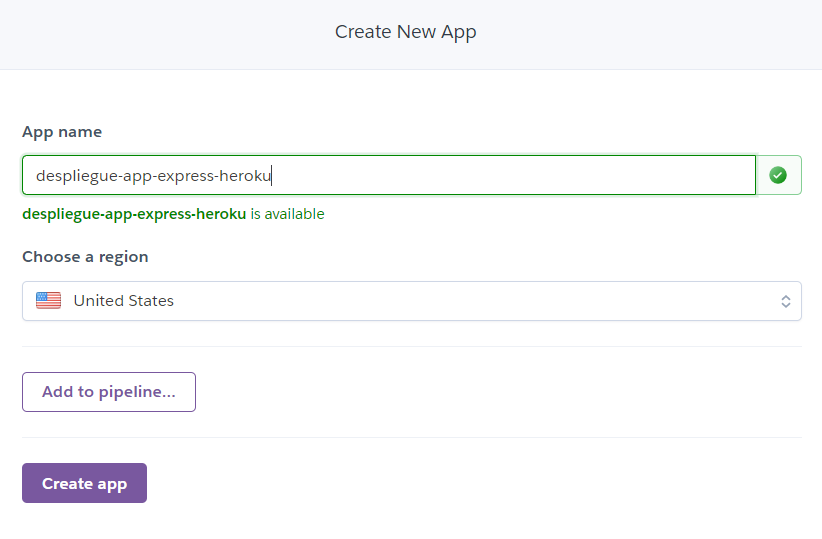 Create New App
App name
despliegue-app-express-heroku
despliegue-app-express-heroku is available
Choose a region
United States
Add to pipeline...
Create app